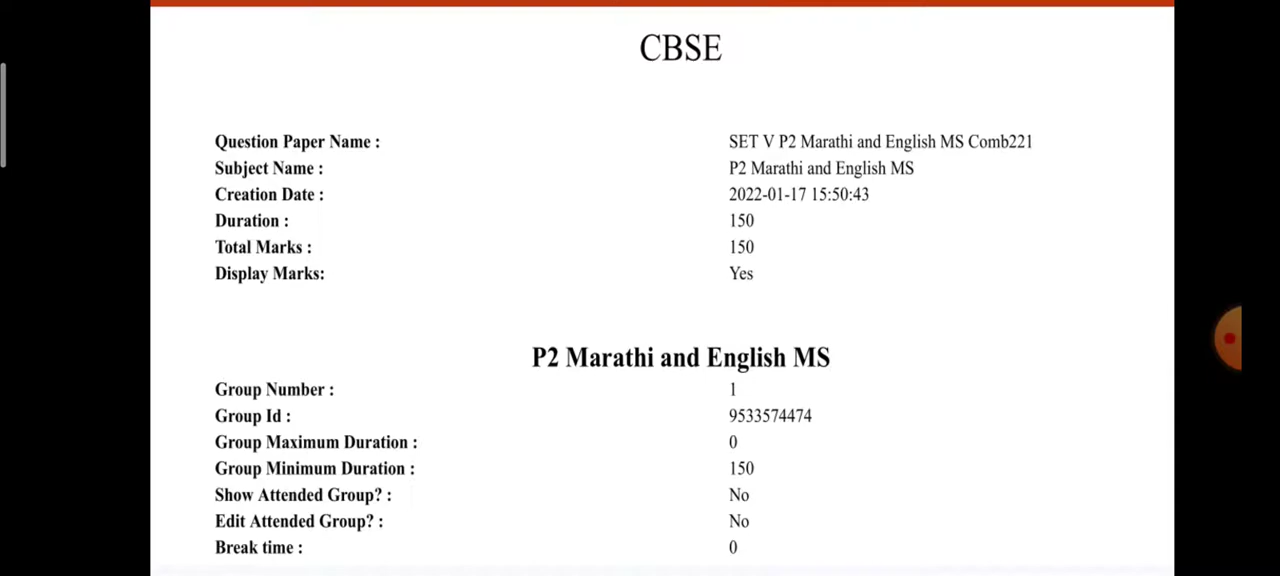 CBSE
Question Paper Name : SET V P2 Marathi and English MS Comb221
Subject Name : P2 Marathi and English MS
Creation Date : 2022-01-17 15:50:43
Duration : 150
Total Marks : 150
Display Marks: Yes
P2 Marathi and English MS
Group Number : 1
Group Id : 9533574474
Group Maximum Duration : 0
Group Minimum Duration : 150
Show Attended Group? : No
Edit Attended Group? : No
Break time : 0